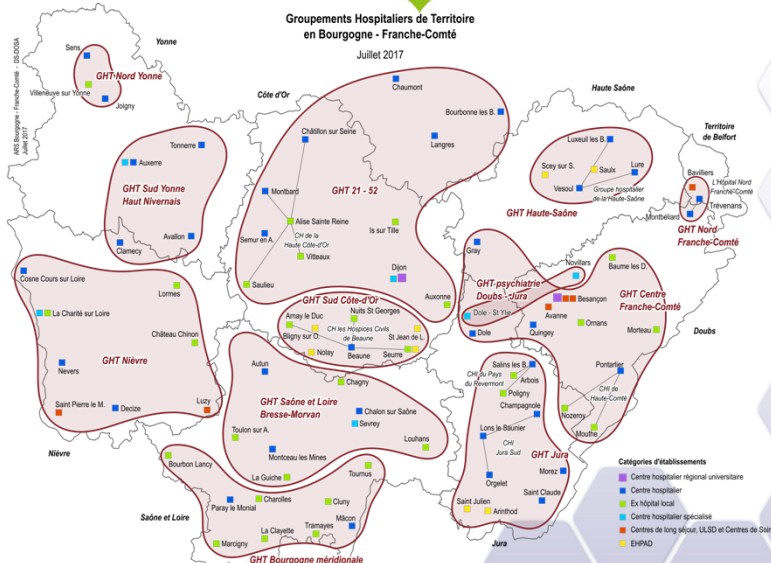 Groupements Hospitaliers de Territoire
en Bourgogne - Franche-Comté
Juillet 2017
ARS Bourgogne - Franche-Comté - DS-DOSA
Juillet 2017
Yonne
Sens
GHT Nord Yonne
Villeneuve sur Yonne
Joigny
Tonnerre
Auxerre
GHT Sud Yonne
Haut Nivernais
Avallon
Clamecy
Côte d'Or
Chaumont
Bourbonne les B.
Langres
Châtillon sur Seine
GHT 21 - 52
Montbard
Alise Sainte Reine
Is sur Tille
Semur en A.
CH de la
Haute Côte-d'Or
Vitteaux
Dijon
Saulieu
Auxonne
Haute Saône
Luxeuil les B.
Scey sur S.
Saulx
Lure
Vesoul
Groupe hospitalier
de la Haute-Saône
GHT Haute-Saône
Territoire
de Belfort
Bavilliers
L'Hôpital Nord
Franche-Comté
Trévenans
Montbéliard
GHT Nord
Franche-Comté
Gray
Novillars
GHT psychiatrie
Doubs - Jura
Dole - St Ylie
Dole
Baume les D.
GHT Centre
Franche-Comté
Besançon
Avanne
Ornans
Quingey
Morteau
Doubs
Pontarlier
CHI de
Haute-Comté
Nozeroy
Mouthe
Cosne Cours sur Loire
Lormes
La Charité sur Loire
Château Chinon
GHT Nièvre
Nevers
Saint Pierre le M.
Decize
Luzy
Nièvre
GHT Sud Côte-d'Or
Arnay le Duc
Nuits St Georges
CH les Hospices Civils
de Beaune
St Jean de L.
Bligny sur O.
Nolay
Beaune
Seurre
Autun
Chagny
GHT Saône et Loire
Bresse-Morvan
Chalon sur Saône
Sevrey
Toulon sur A.
Montceau les Mines
Louhans
La Guiche
Bourbon Lancy
Tournus
Charolles
Paray le Monial
Cluny
La Clayette
Tramayes
Mâcon
Marcigny
Saône et Loire
GHT Bourgogne méridionale
Salins les B.
CHI du Pays
du Revermont
Arbois
Poligny
Champagnole
Lons le Saunier
CHI
Jura Sud
GHT Jura
Orgelet
Morez
Saint Julien
Arinthod
Saint Claude
Jura
Catégories d'établissements
Centre hospitalier régional universitaire
Centre hospitalier
Ex hôpital local
Centre hospitalier spécialisé
Centres de long séjour, ULSD et Centres de Soin
EHPAD